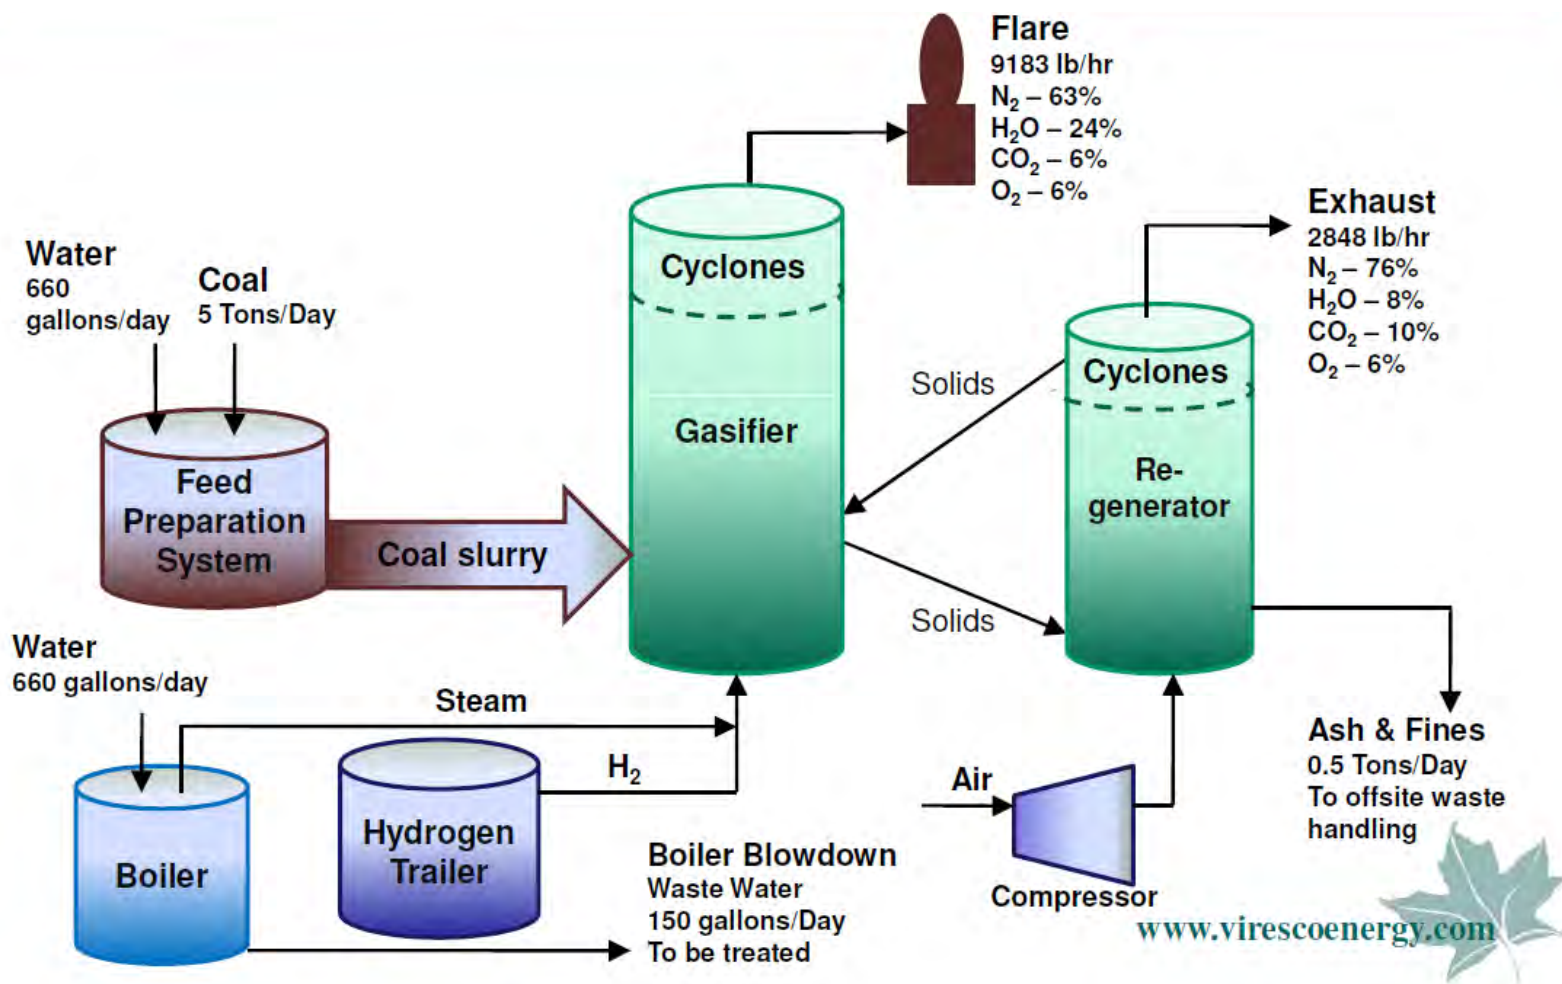 Flare
9183 lb/hr
N₂ – 63%
H₂O – 24%
CO₂ – 6%
O₂ – 6%
Exhaust
2848 lb/hr
N₂ – 76%
H₂O – 8%
CO₂ – 10%
O₂ – 6%
Water
660
gallons/day
Coal
5 Tons/Day
Cyclones
Gasifier
Solids
Cyclones
Re-
generator
Feed
Preparation
System
Coal slurry
Solids
Water
660 gallons/day
Steam
H₂
Boiler
Hydrogen
Trailer
Air
Compressor
Ash & Fines
0.5 Tons/Day
To offsite waste
handling
Boiler Blowdown
Waste Water
150 gallons/Day
To be treated
www.virescoenergy.com